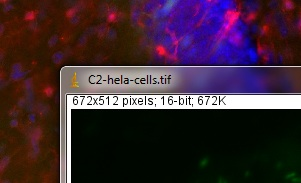 C2-hela-cells.tif
672x512 pixels; 16-bit; 672K